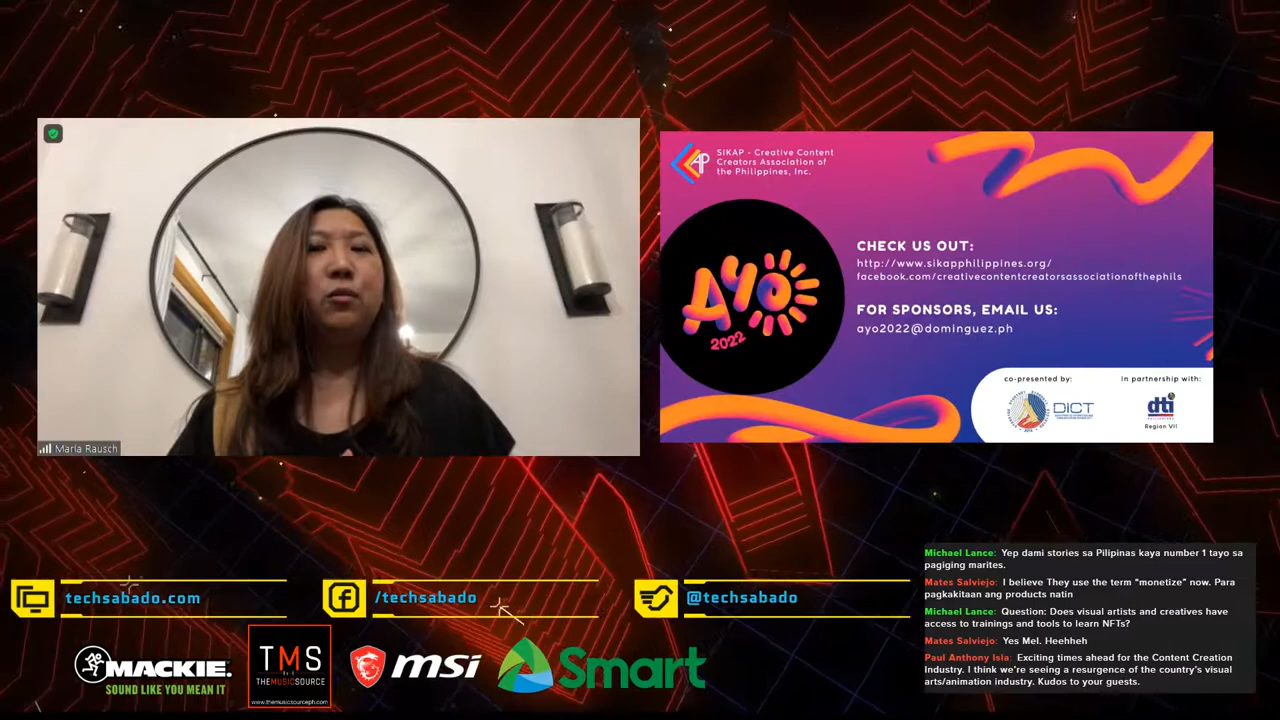 Marla Rausch
AP
SIKAP - Creative Content
Creators Association of
the Philippines, Inc.
AYO
2022
CHECK US OUT:
http://www.sikapphilippines.org/
facebook.com/creativecontentcreatorsassociationofthephils
FOR SPONSORS, EMAIL US:
ayo2022@dominguez.ph
co-presented by:
in partnership with:
DICT
dti
Region VII
techsabado.com
/techsabado
@techsabado
MACKIE.
SOUND LIKE YOU MEAN IT
TMS
THEMUSICSOURCE
www.themusicsourceph.com
msi
Smart
Michael Lance: Yep dami stories sa Pilipinas kaya number 1 tayo sa
pagiging marites.
Mates Salviejo: I believe They use the term "monetize" now. Para
pagkakitaan ang products natin
Michael Lance: Question: Does visual artists and creatives have
access to trainings and tools to learn NFTs?
Mates Salviejo: Yes Mel. Heehheh
Paul Anthony Isla: Exciting times ahead for the Content Creation
Industry. I think we're seeing a resurgence of the country's visual
arts/animation industry. Kudos to your guests.